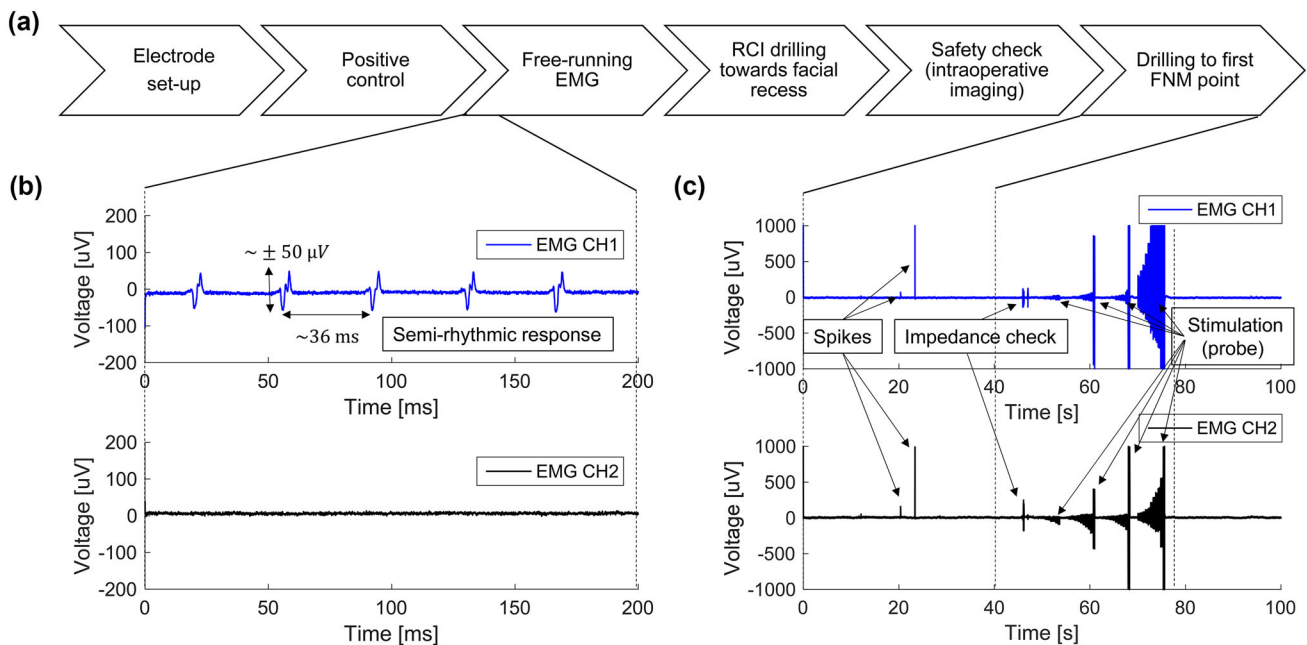 (a)
Electrode
set-up
Positive
control
Free-running
EMG
RCI drilling
towards facial
recess
Safety check
(intraoperative
imaging)
Drilling to first
FNM point
(b)
Voltage [uV]
200
100
0
-100
-200
~ ± 50 μV
EMG CH1
~36 ms
Semi-rhythmic response
0
50
100
150
200
Time [ms]
Voltage [uV]
200
100
0
-100
-200
EMG CH2
0
50
100
150
200
Time [ms]
(c)
Voltage [uV]
1000
500
0
-500
-1000
EMG CH1
Spikes
Impedance check
Stimulation
(probe)
0
20
40
60
80
100
Time [s]
Voltage [uV]
1000
500
0
-500
-1000
EMG CH2
0
20
40
60
80
100
Time [s]